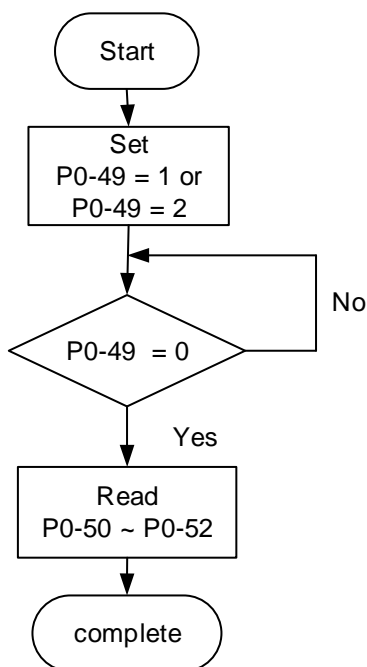 Start
Set
P0-49 = 1 or
P0-49 = 2
No
P0-49 = 0
Yes
Read
P0-50 ~ P0-52
complete